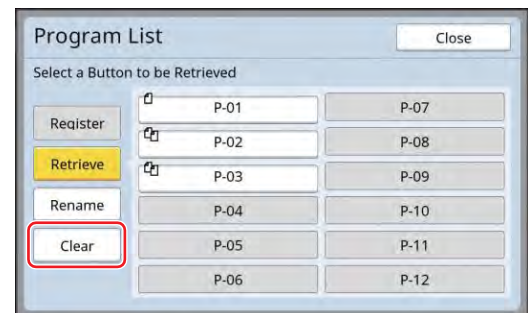 Program List
Close
Select a Button to be Retrieved
Register
Retrieve
Rename
Clear
P-01
P-02
P-03
P-04
P-05
P-06
P-07
P-08
P-09
P-10
P-11
P-12